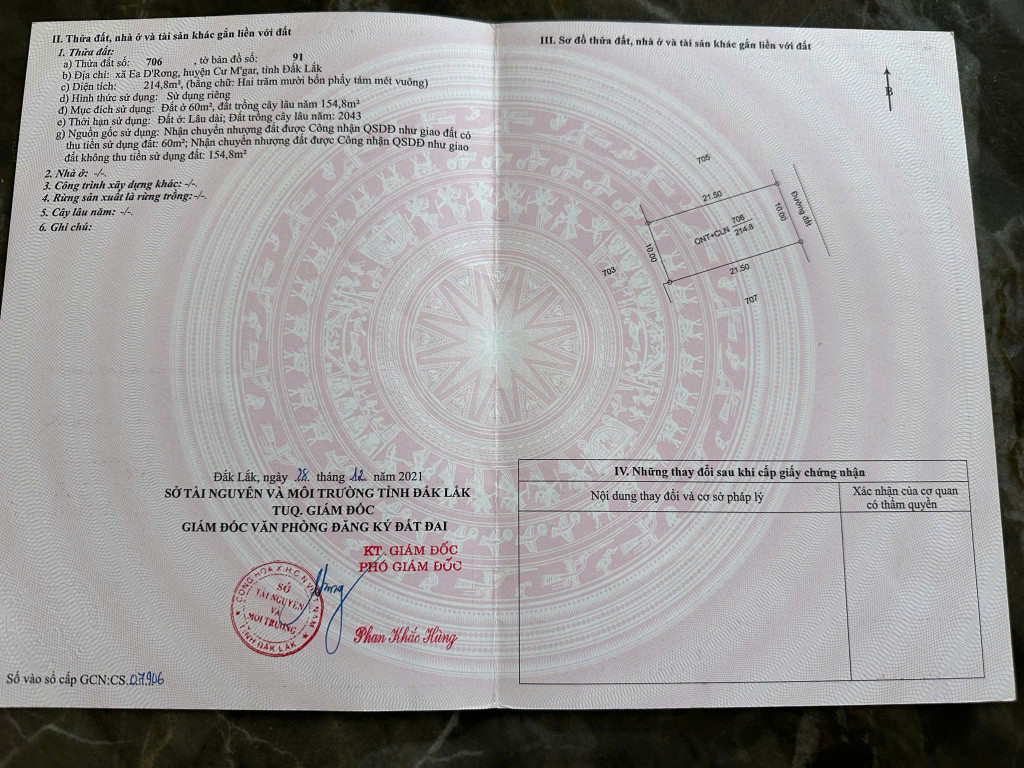 II. Thửa đất, nhà ở và tài sản khác gắn liền với đất
1. Thửa đất:
a) Thửa đất số: 706 , tờ bản đồ số: 91
b) Địa chỉ: xã Ea D'Rơng, huyện Cư M'gar, tỉnh Đắk Lắk
c) Diện tích: 214,8m², (bằng chữ: Hai trăm mười bốn phẩy tám mét vuông)
d) Hình thức sử dụng: Sử dụng riêng
đ) Mục đích sử dụng: Đất ở 60m², đất trồng cây lâu năm 154,8m²
e) Thời hạn sử dụng: Đất ở: Lâu dài; Đất trồng cây lâu năm: 2043
g) Nguồn gốc sử dụng: Nhận chuyển nhượng đất được Công nhận QSDĐ như giao đất có
thu tiền sử dụng đất: 60m²; Nhận chuyển nhượng đất được Công nhận QSDĐ như giao
đất không thu tiền sử dụng đất: 154,8m²
2. Nhà ở: -/-.
3. Công trình xây dựng khác: -/-.
4. Rừng sản xuất là rừng trồng:-/-.
5. Cây lâu năm: -/-.
6. Ghi chú:
Đắk Lắk, ngày 28 tháng 12 năm 2021
SỞ TÀI NGUYÊN VÀ MÔI TRƯỜNG TỈNH ĐẮK LẮK
TUQ. GIÁM ĐỐC
GIÁM ĐỐC VĂN PHÒNG ĐĂNG KÝ ĐẤT ĐAI
KT. GIÁM ĐỐC
PHÓ GIÁM ĐỐC
CỘNG HÒA X.H.C.N VIỆT NAM
SỞ
TÀI NGUYÊN
VÀ
MÔI TRƯỜNG
TỈNH ĐẮK LẮK
Phan Khắc Hùng
Số vào sổ cấp GCN:CS.07906
III. Sơ đồ thửa đất, nhà ở và tài sản khác gắn liền với đất
B
705
21.50
Đường đất
10.00
ONT+CLN 706
214.8
10.00
703
21.50
707
IV. Những thay đổi sau khi cấp giấy chứng nhận
Nội dung thay đổi và cơ sở pháp lý
Xác nhận của cơ quan
có thẩm quyền